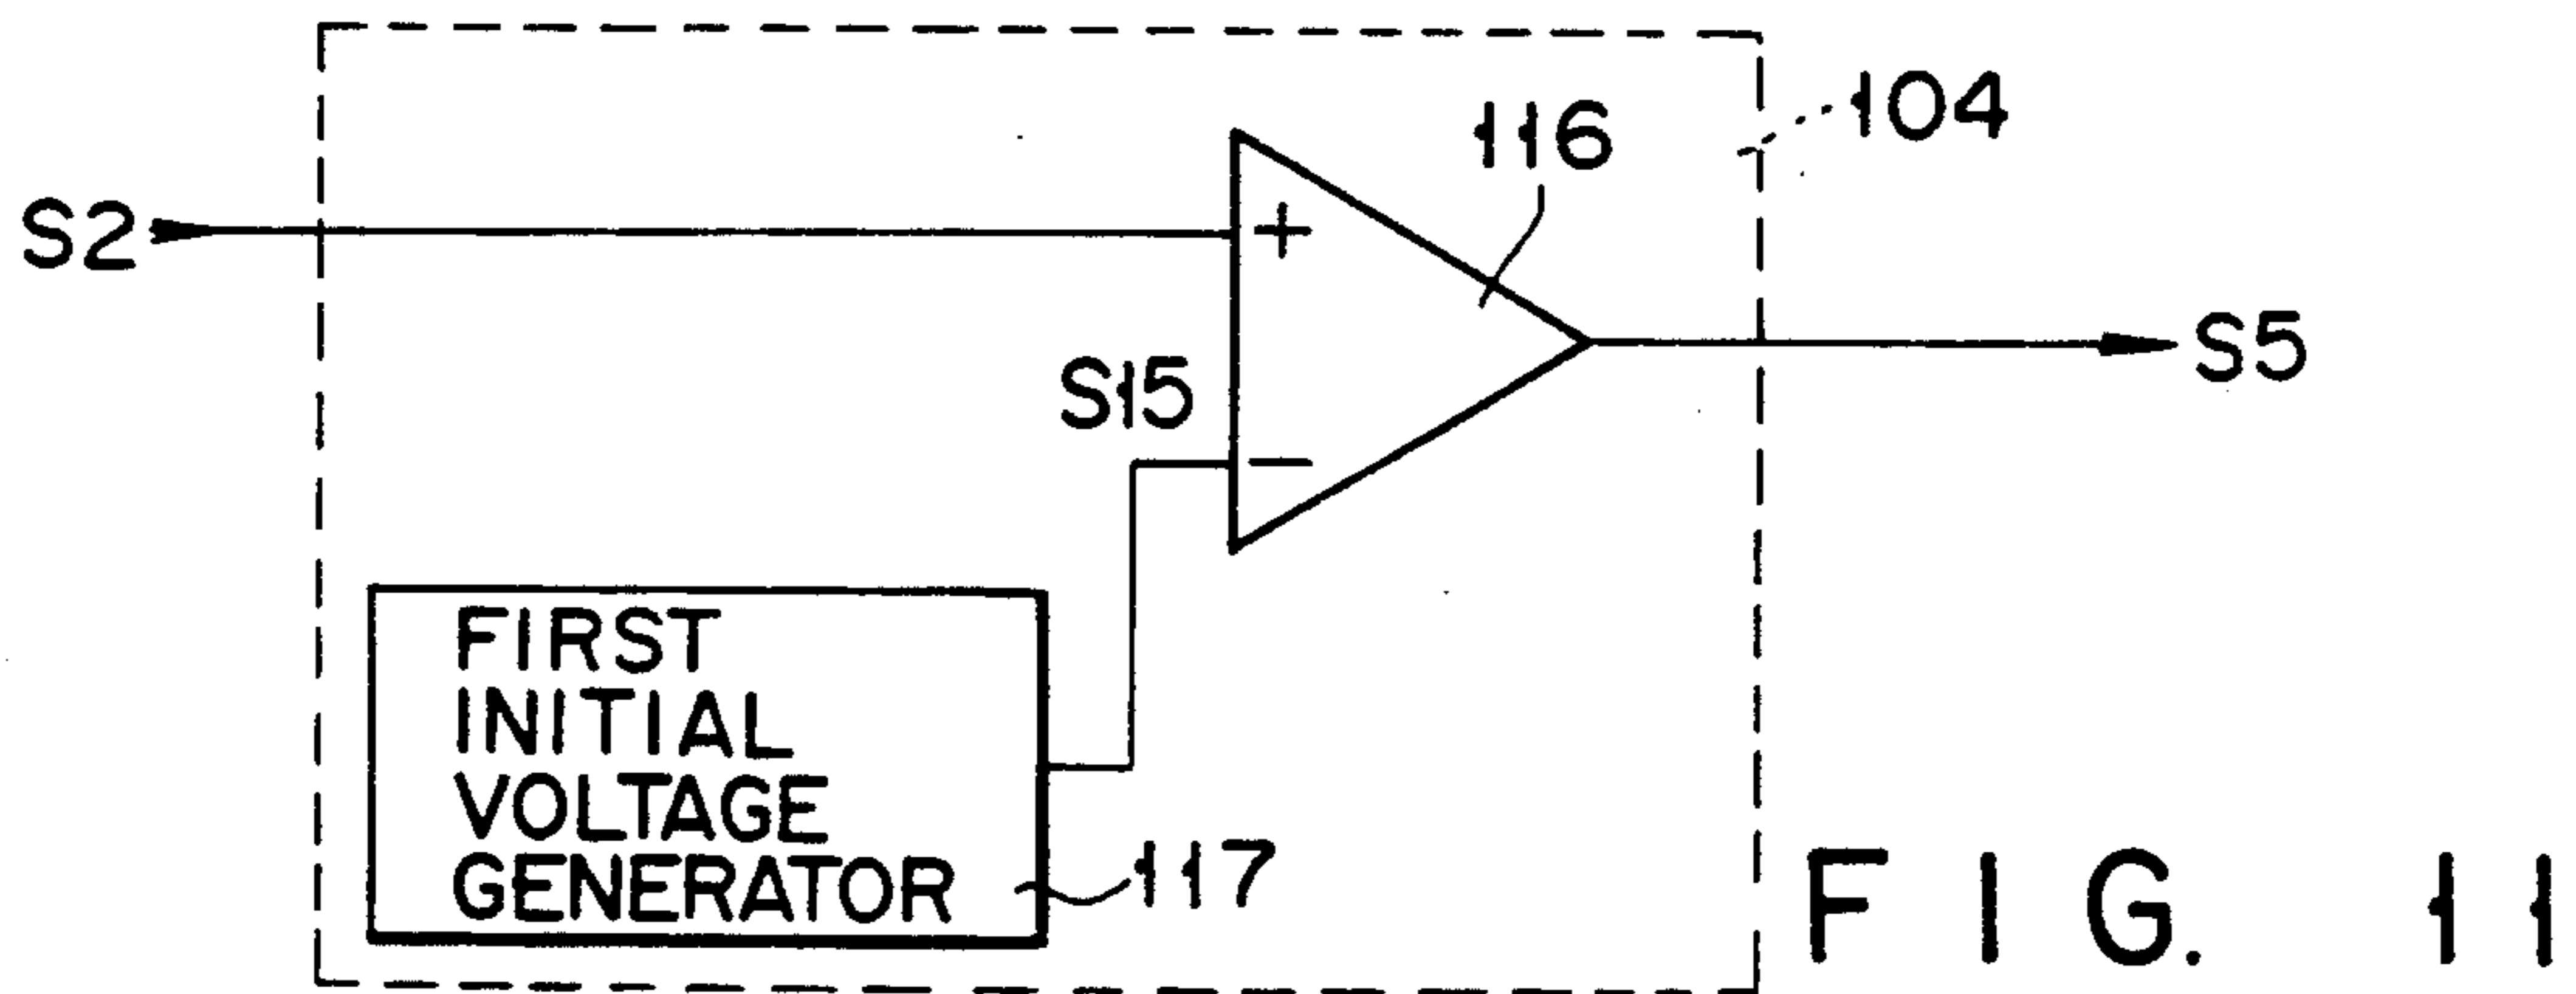 104
116
S2
S5
S15
FIRST
INITIAL
VOLTAGE
GENERATOR
117
FIG. 11
+
−